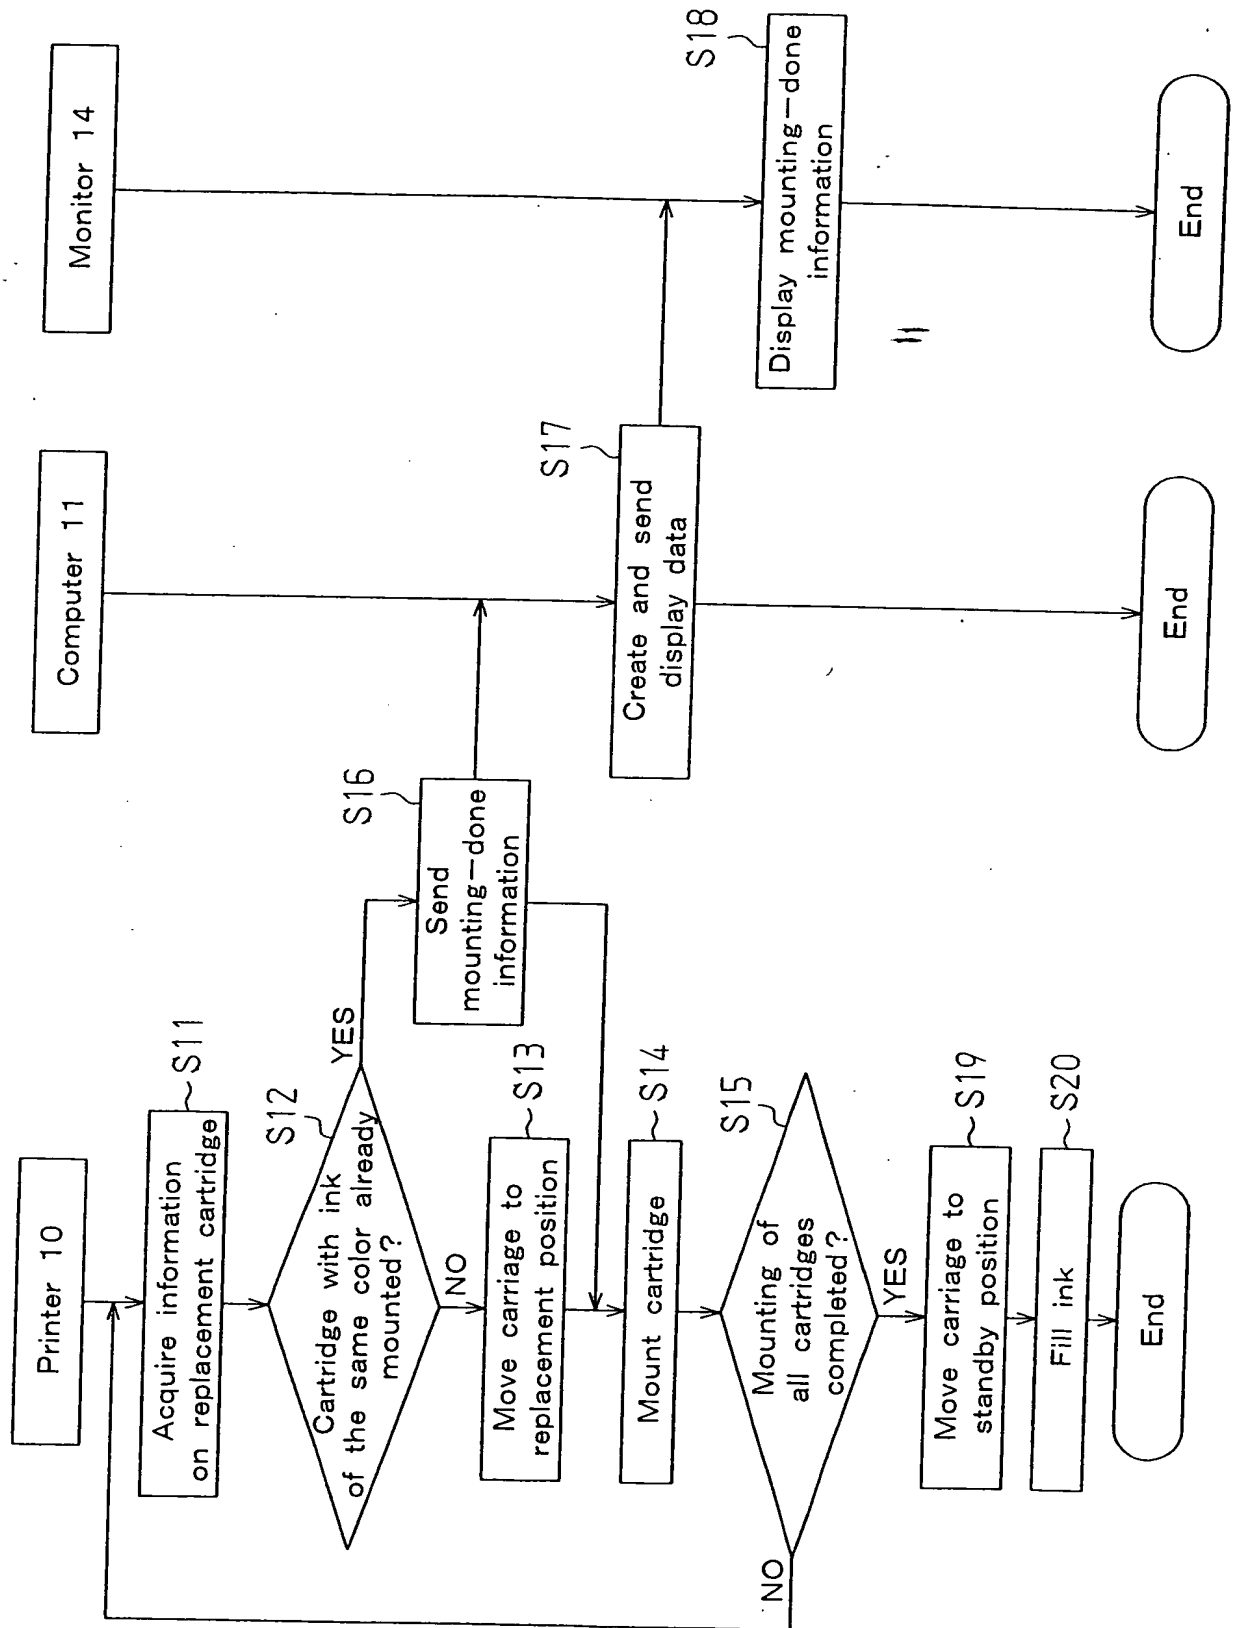 Printer 10
Computer 11
Monitor 14
Acquire information
on replacement cartridge
S11
Cartridge with ink
of the same color already
mounted?
S12
YES
NO
Send
mounting—done
information
S16
Move carriage to
replacement position
S13
Create and send
display data
S17
Mount cartridge
S14
Display mounting—done
information
S18
Mounting of
all cartridges
completed?
S15
NO
YES
Move carriage to
standby position
S19
Fill ink
S20
End
End
End